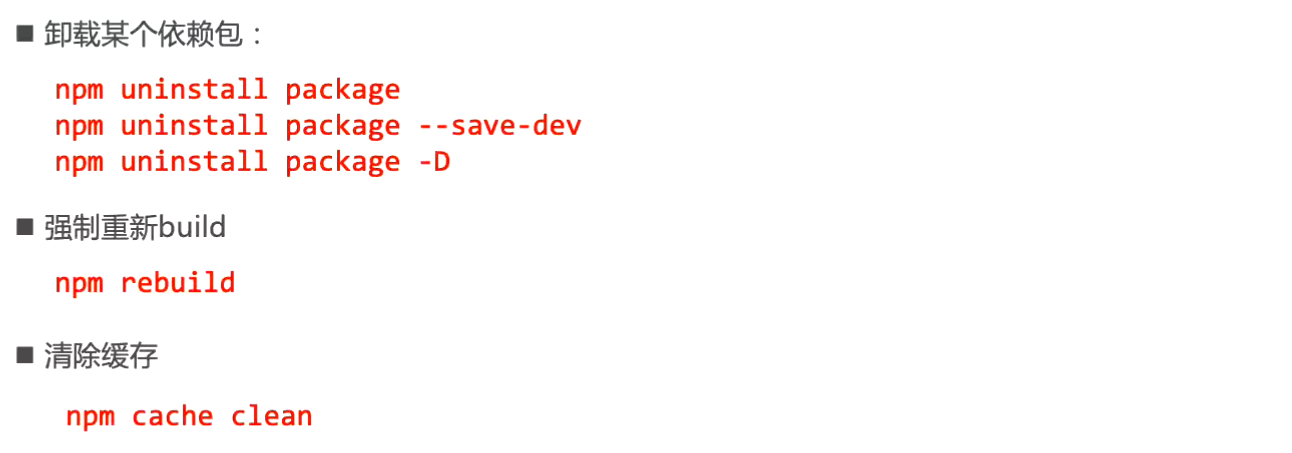 ■ 卸载某个依赖包：
npm uninstall package
npm uninstall package --save-dev
npm uninstall package -D
■ 强制重新build
npm rebuild
■ 清除缓存
npm cache clean